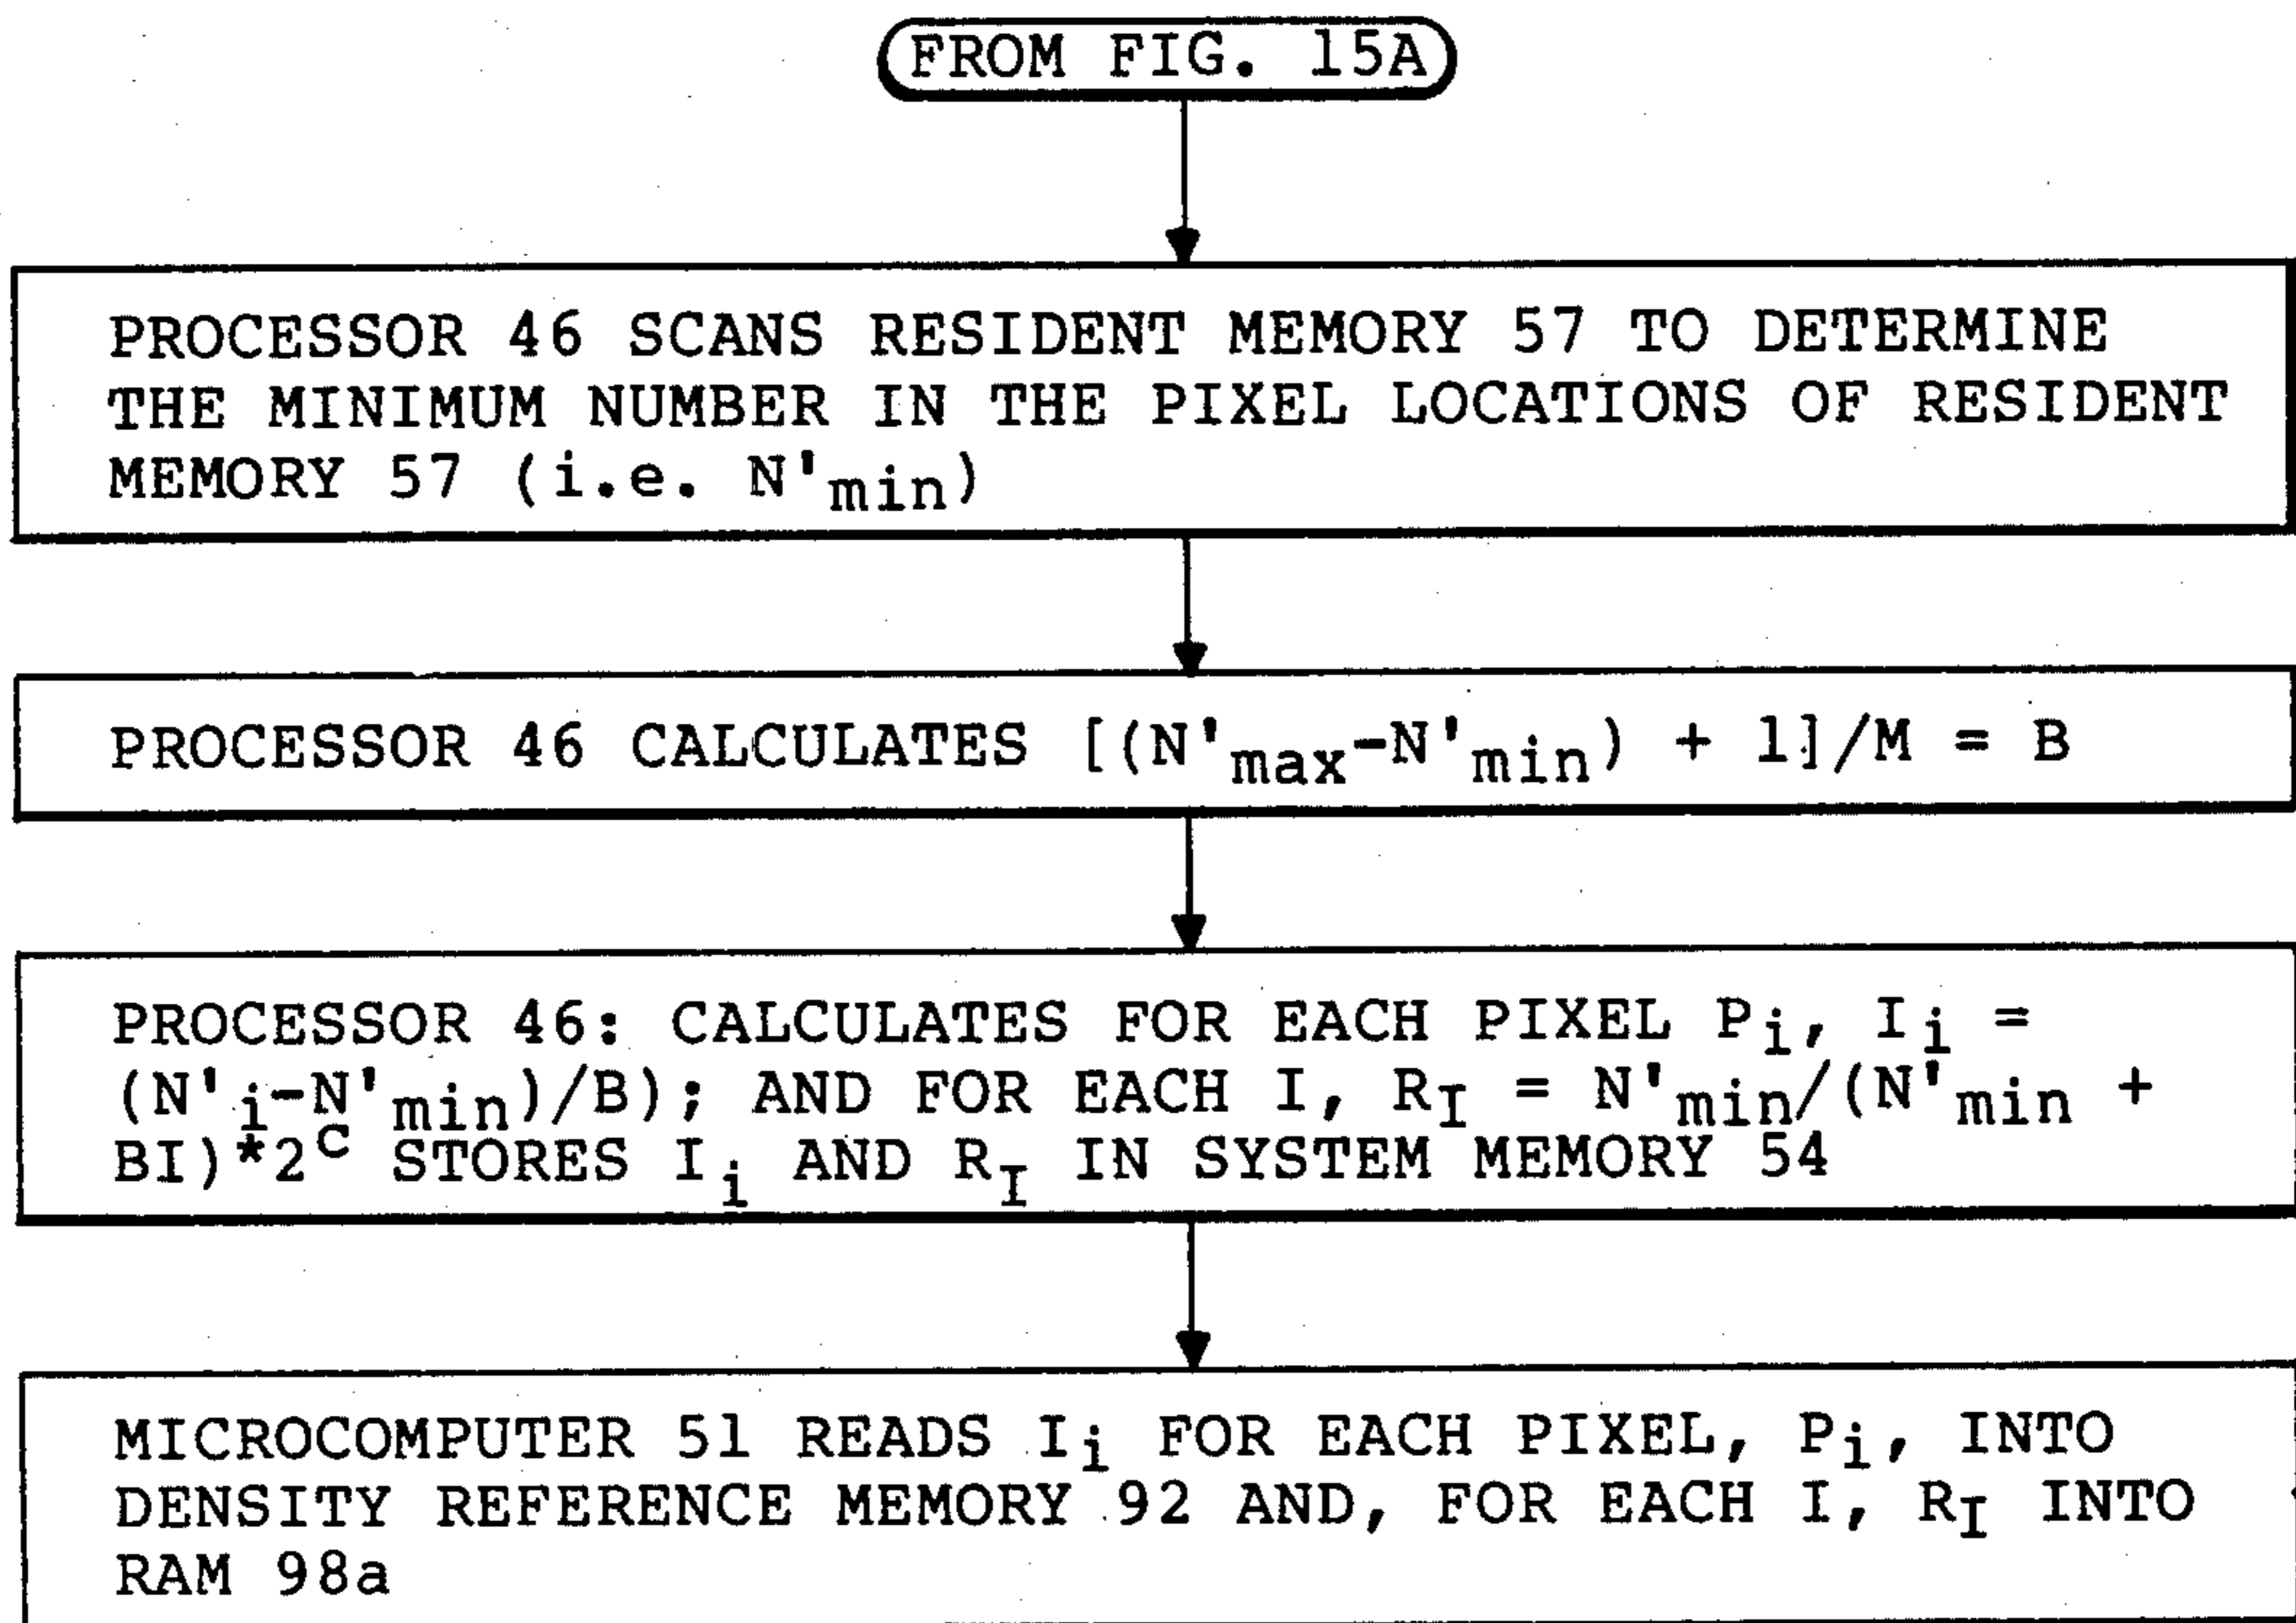 FROM FIG. 15A
PROCESSOR 46 SCANS RESIDENT MEMORY 57 TO DETERMINE
THE MINIMUM NUMBER IN THE PIXEL LOCATIONS OF RESIDENT
MEMORY 57 (i.e. N'min)
PROCESSOR 46 CALCULATES [(N'max-N'min) + 1]/M = B
PROCESSOR 46: CALCULATES FOR EACH PIXEL Pi, Ii =
(N'i-N'min)/B); AND FOR EACH I, RI = N'min/(N'min +
BI)*2C STORES Ii AND RI IN SYSTEM MEMORY 54
MICROCOMPUTER 51 READS Ii FOR EACH PIXEL, Pi, INTO
DENSITY REFERENCE MEMORY 92 AND, FOR EACH I, RI INTO
RAM 98a